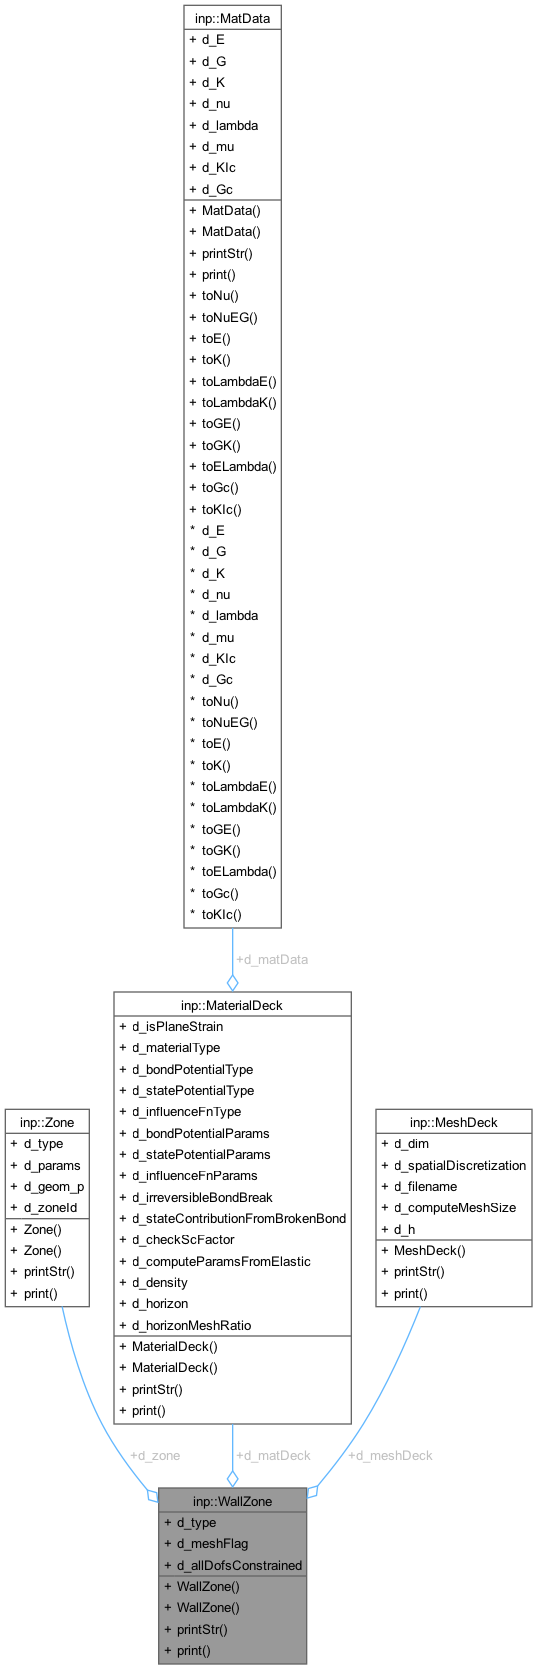 inp::MatData
+ d_E
+ d_G
+ d_K
+ d_nu
+ d_lambda
+ d_mu
+ d_KIc
+ d_Gc
+ MatData()
+ MatData()
+ printStr()
+ print()
+ toNu()
+ toNuEG()
+ toE()
+ toK()
+ toLambdaE()
+ toLambdaK()
+ toGE()
+ toGK()
+ toELambda()
+ toGc()
+ toKIc()
* d_E
* d_G
* d_K
* d_nu
* d_lambda
* d_mu
* d_KIc
* d_Gc
* toNu()
* toNuEG()
* toE()
* toK()
* toLambdaE()
* toLambdaK()
* toGE()
* toGK()
* toELambda()
* toGc()
* toKIc()
+d_matData
inp::MaterialDeck
+ d_isPlaneStrain
+ d_materialType
+ d_bondPotentialType
+ d_statePotentialType
+ d_influenceFnType
+ d_bondPotentialParams
+ d_statePotentialParams
+ d_influenceFnParams
+ d_irreversibleBondBreak
+ d_stateContributionFromBrokenBond
+ d_checkScFactor
+ d_computeParamsFromElastic
+ d_density
+ d_horizon
+ d_horizonMeshRatio
+ MaterialDeck()
+ MaterialDeck()
+ printStr()
+ print()
inp::Zone
+ d_type
+ d_params
+ d_geom_p
+ d_zoneId
+ Zone()
+ Zone()
+ printStr()
+ print()
inp::MeshDeck
+ d_dim
+ d_spatialDiscretization
+ d_filename
+ d_computeMeshSize
+ d_h
+ MeshDeck()
+ printStr()
+ print()
+d_zone
+d_matDeck
+d_meshDeck
inp::WallZone
+ d_type
+ d_meshFlag
+ d_allDofsConstrained
+ WallZone()
+ WallZone()
+ printStr()
+ print()